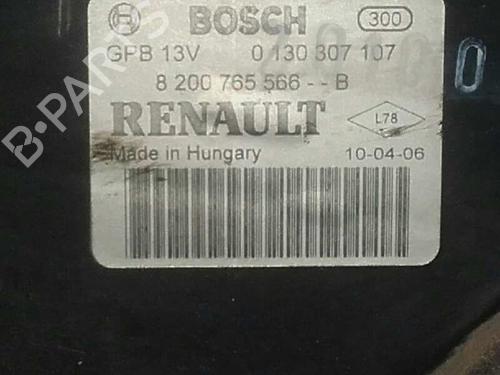 BOSCH 300
GPB 13V 0 130 307 107
8 200 765 566 -- B
RENAULT L78
Made in Hungary 10-04-06
B-Parts
B-Parts